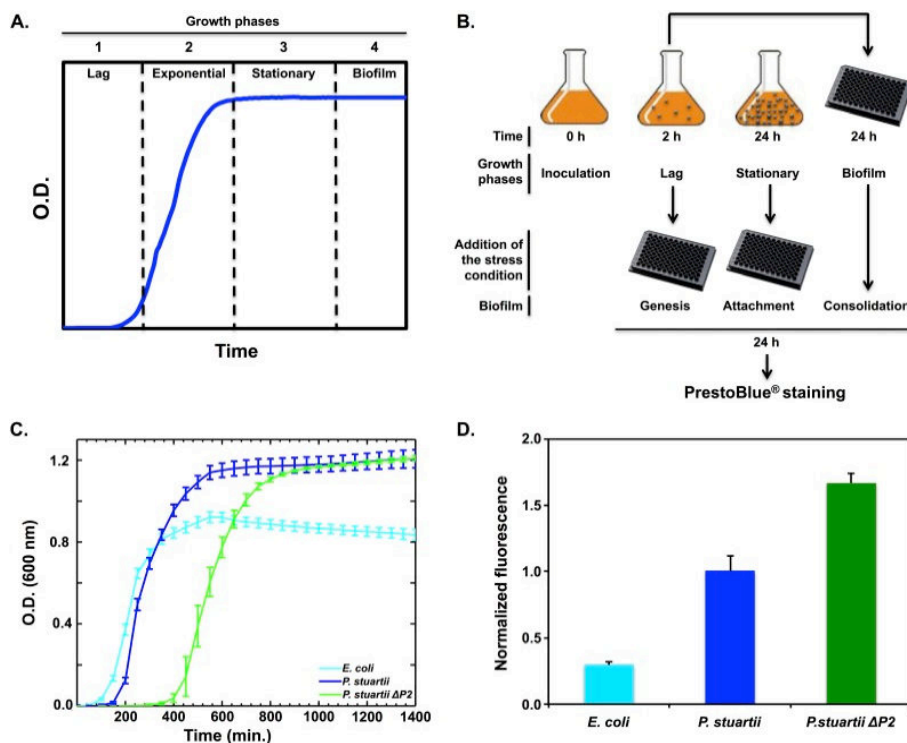 A.
Growth phases
1 2 3 4
Lag Exponential Stationary Biofilm
O.D.
Time
B.
Time 0 h 2 h 24 h 24 h
Growth phases Inoculation Lag Stationary Biofilm
Addition of
the stress
condition
Biofilm Genesis Attachment Consolidation
24 h
PrestoBlue® staining
C.
O.D. (600 nm)
1.2
0.8
0.4
0.0
E. coli
P. stuartii
P. stuartii ΔP2
200 400 600 800 1000 1200 1400
Time (min.)
D.
Normalized fluorescence
2.0
1.5
1.0
0.5
0.0
E. coli P. stuartii P.stuartii ΔP2